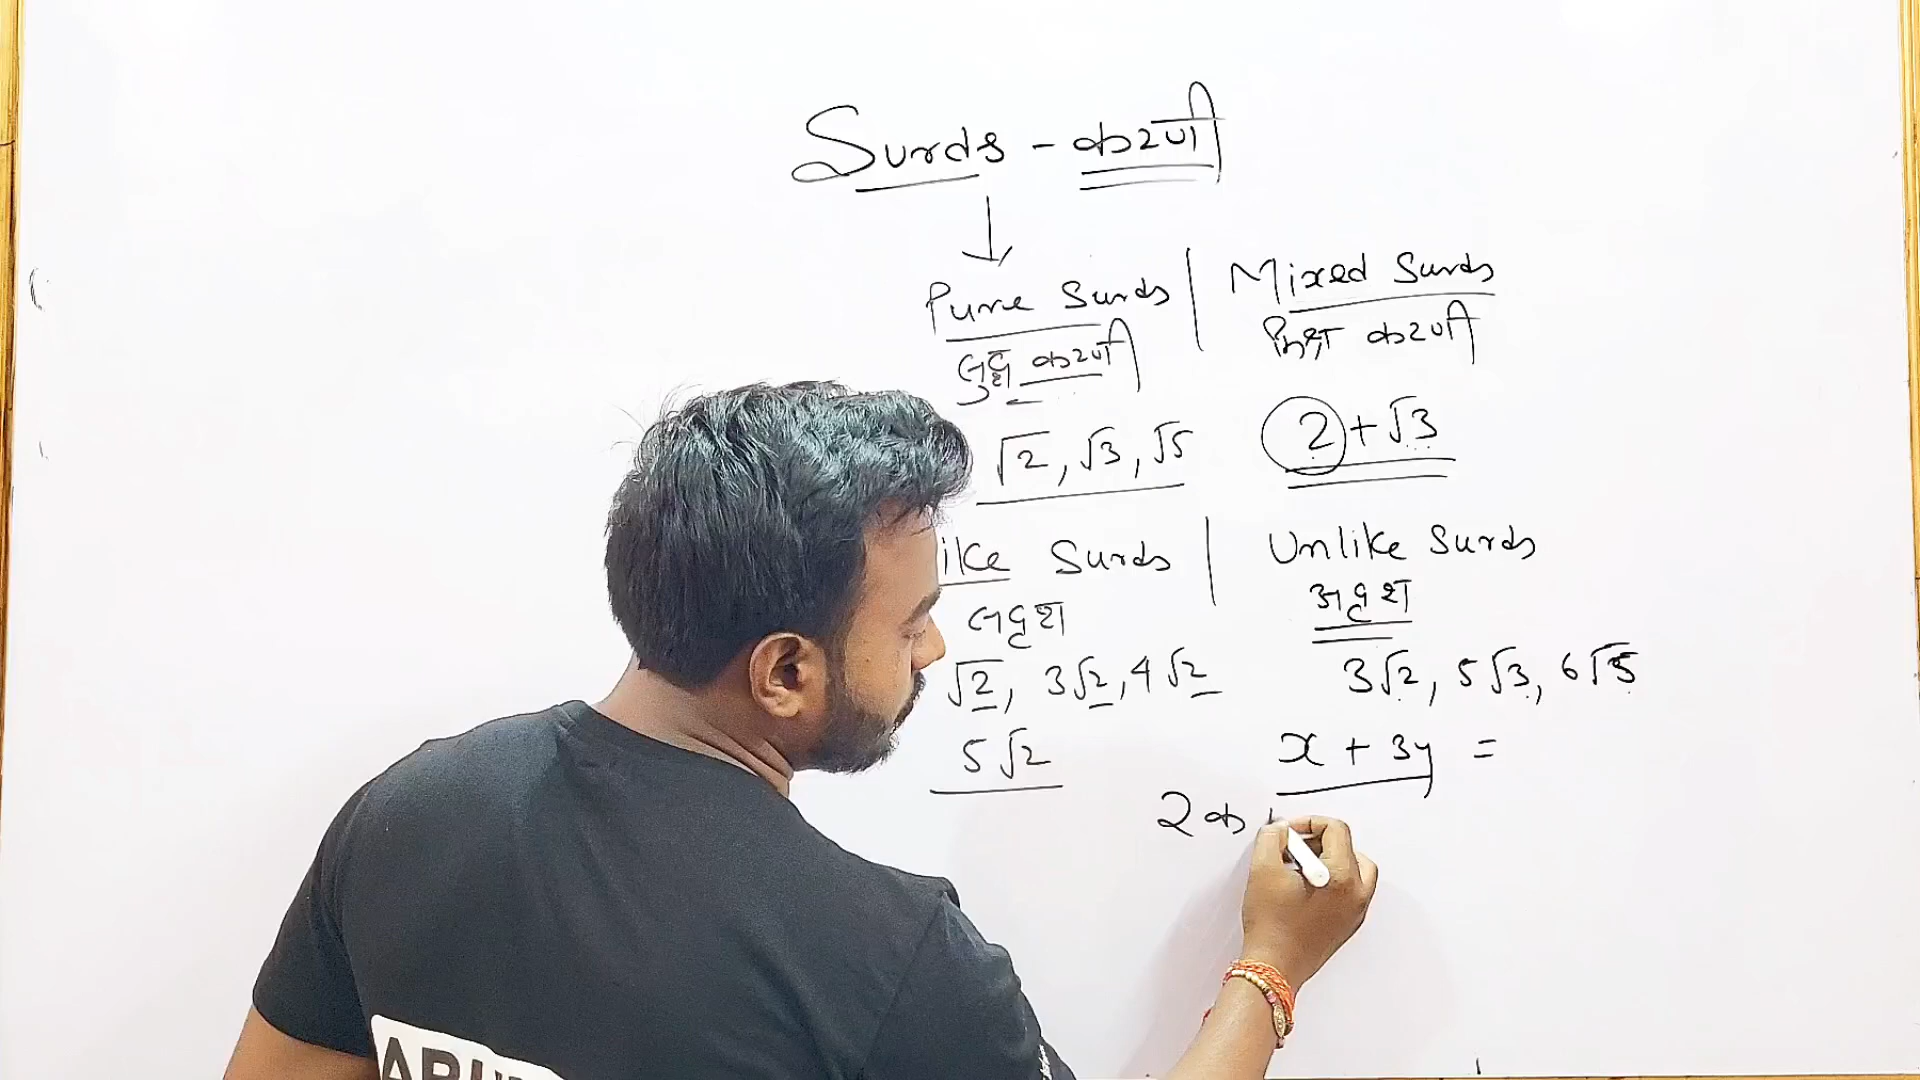 Surds - करणी
Pure Surds | Mixed Surds
शुद्ध करणी मिश्र करणी
√2, √3, √5 2 + √3
ike Surds | Unlike Surds
सदृश असदृश
√2, 3√2, 4√2 3√2, 5√3, 6√5
5√2 x + 3y =
2क